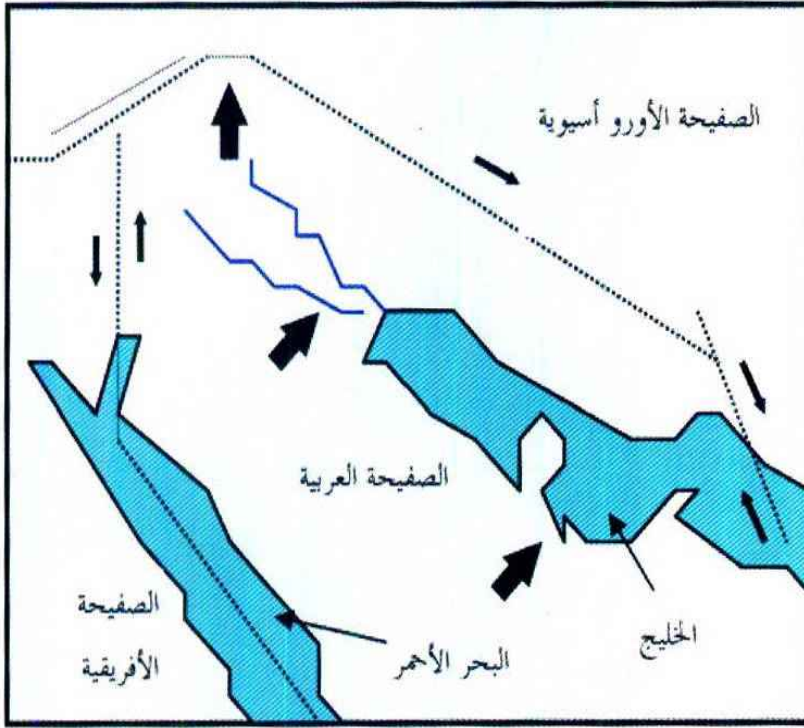 الصفيحة الأورو أسيوية
الصفيحة العربية
الصفيحة
الأفريقية
البحر الأحمر
الخليج